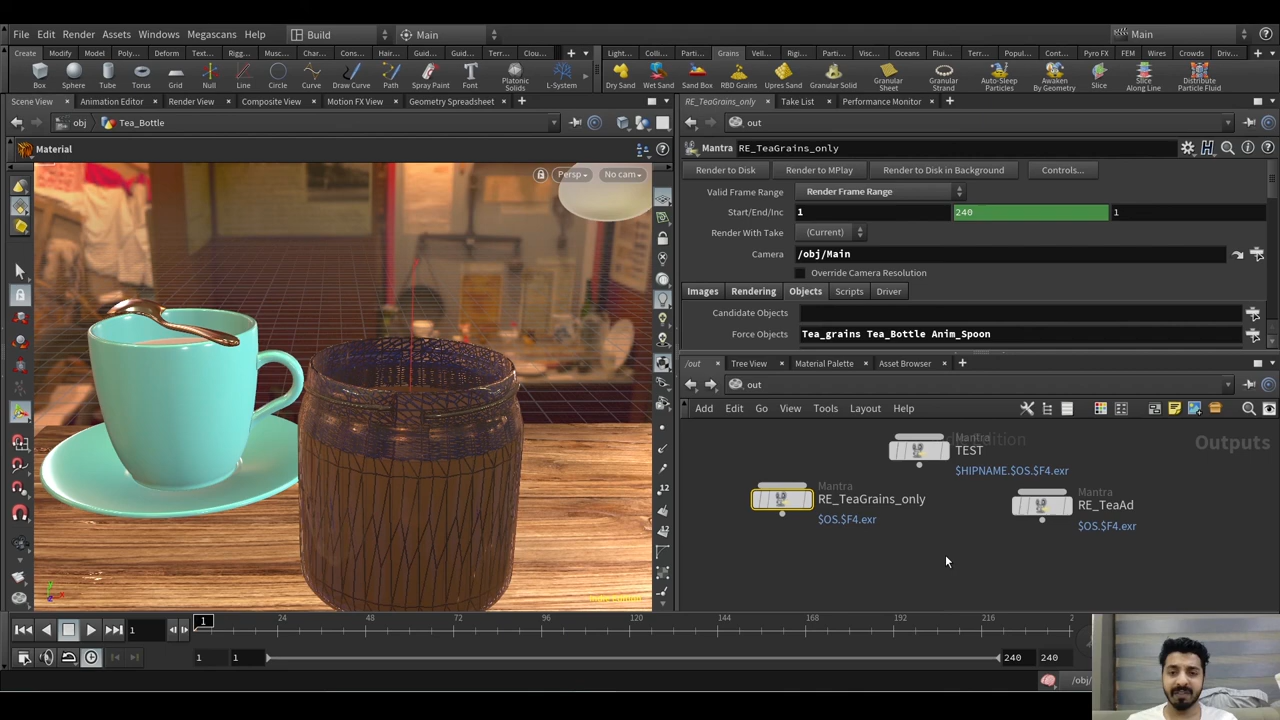 File Edit Render Assets Windows Megascans Help Build Main Main
Create Modify Model Poly... Deform Text... Rigg... Musc... Char... Cons... Hair... Guid... Guid... Terr... Simp... Clou... Light... Colli... Parti... Grains Vell... Rigi... Parti... Visc... Oceans Flui... Terr... Popul... Cont... Pyro FX FEM Wires Crowds Driv...
Box Sphere Tube Torus Grid Null Line Circle Curve Draw Curve Path Spray Paint Font Platonic Solids L-System Dry Sand Wet Sand Sand Box RBD Grains Upres Sand Granular Sheet Granular Strand Auto-Sleep Particles Awaken By Geometry Slice Slice Along Line Distribute Particle Fluid
Scene View Animation Editor Render View Composite View Motion FX View Geometry Spreadsheet RE_TeaGrains_only Take List Performance Monitor
obj Tea_Bottle out
Material Mantra RE_TeaGrains_only
Persp No cam
Render to Disk Render to MPlay Render to Disk in Background Controls...
Valid Frame Range Render Frame Range
Start/End/Inc 1 240 1
Render With Take (Current)
Camera /obj/Main
Override Camera Resolution
Images Rendering Objects Scripts Driver
Candidate Objects
Force Objects Tea_grains Tea_Bottle Anim_Spoon
/out Tree View Material Palette Asset Browser
out
Add Edit Go View Tools Layout Help
Mantra
TEST
$HIPNAME.$OS.$F4.exr
Outputs
Mantra
RE_TeaGrains_only
$OS.$F4.exr
Mantra
RE_TeaAd
$OS.$F4.exr
12
1 1 24 48 72 96 120 144 168 192 216 2
1 1 240 240
/obj/